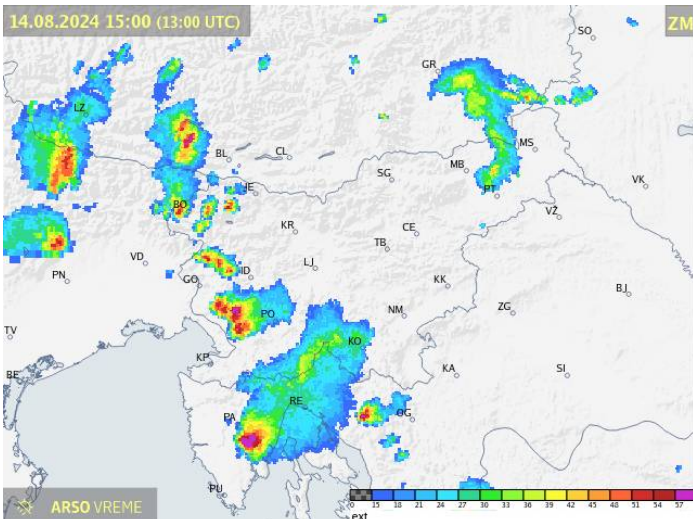 14.08.2024 15:00 (13:00 UTC)
ZM
SO
GR
LZ
MS
BL
CL
MB
SG
VK
JE
PT
BO
VŽ
KR
CE
TB
VD
LJ
ID
GO
KK
BJ
PN
PO
NM
ZG
TV
KO
KP
BE
KA
SI
RE
PA
OG
PU
ARSO VREME
0 15 18 21 24 27 30 33 36 39 42 45 48 51 54 57
ext